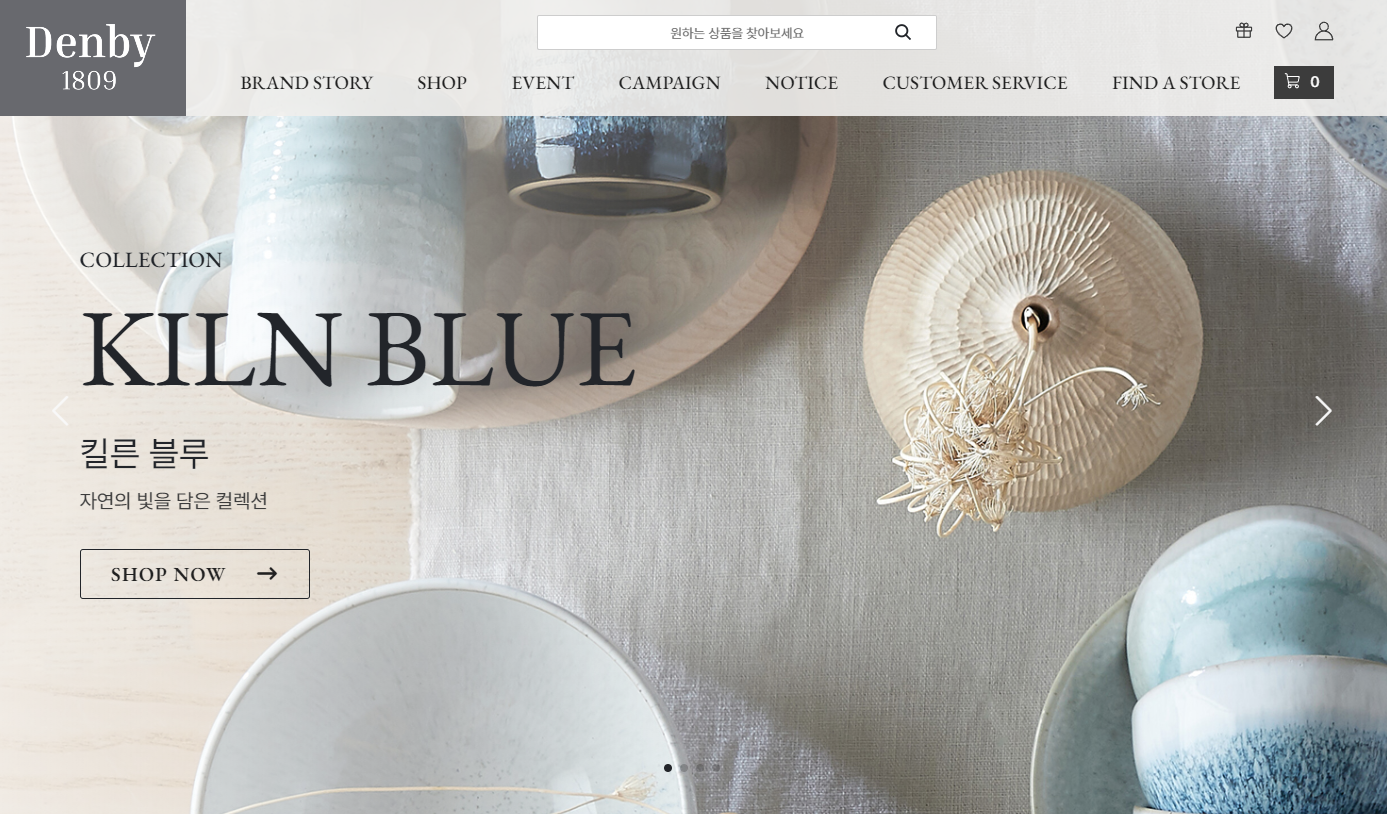 Denby
1809
원하는 상품을 찾아보세요
BRAND STORY
SHOP
EVENT
CAMPAIGN
NOTICE
CUSTOMER SERVICE
FIND A STORE
0
COLLECTION
KILN BLUE
킬른 블루
자연의 빛을 담은 컬렉션
SHOP NOW